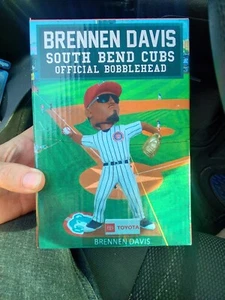 BRENNEN DAVIS
SOUTH BEND CUBS
OFFICIAL BOBBLEHEAD
TOYOTA
BRENNEN DAVIS